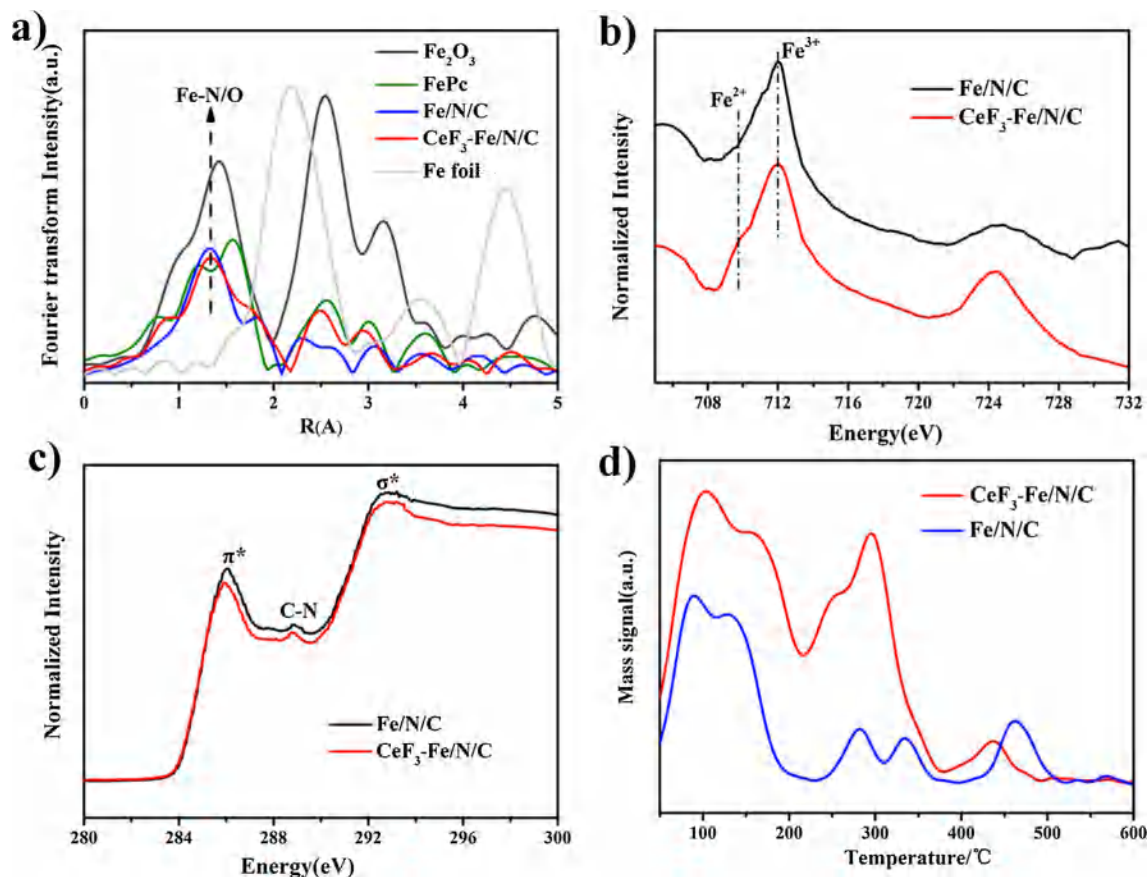 a)
Fourier transform Intensity(a.u.)
Fe-N/O
Fe₂O₃
FePc
Fe/N/C
CeF₃-Fe/N/C
Fe foil
0 1 2 3 4 5
R(A)
b)
Normalized Intensity
Fe²⁺
Fe³⁺
Fe/N/C
CeF₃-Fe/N/C
708 712 716 720 724 728 732
Energy(eV)
c)
Normalized Intensity
π*
C-N
σ*
Fe/N/C
CeF₃-Fe/N/C
280 284 288 292 296 300
Energy(eV)
d)
Mass signal(a.u.)
CeF₃-Fe/N/C
Fe/N/C
100 200 300 400 500 600
Temperature/℃